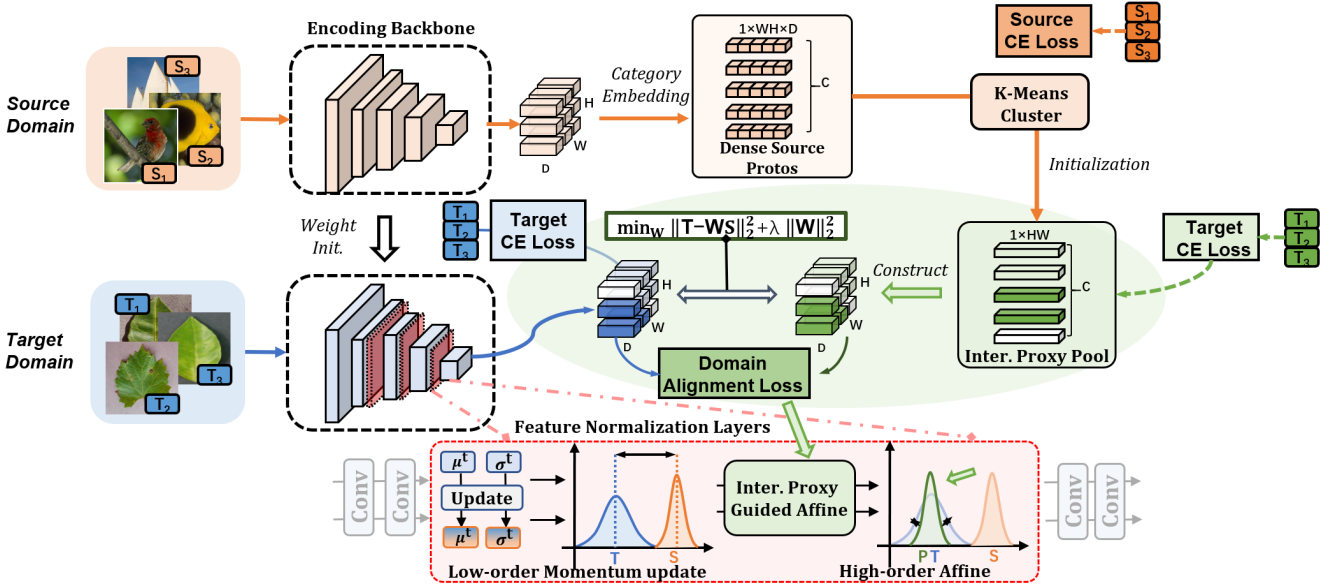 Encoding Backbone
Source
Domain
S₃
S₂
S₁
H
W
D
Category
Embedding
1×WH×D
C
Dense Source
Protos
Source
CE Loss
S₁
S₂
S₃
K-Means
Cluster
Initialization
Weight
Init.
T₁
T₂
T₃
Target
CE Loss
min_W ||T−WS||₂²+λ ||W||₂²
H
W
D
H
W
D
Construct
1×HW
C
Inter. Proxy Pool
Target
CE Loss
T₁
T₂
T₃
Target
Domain
T₁
T₃
T₂
Domain
Alignment Loss
Feature Normalization Layers
Conv
Conv
μᵗ
σᵗ
Update
μᵗ
σᵗ
T
S
Low-order Momentum update
Inter. Proxy
Guided Affine
P T
S
High-order Affine
Conv
Conv